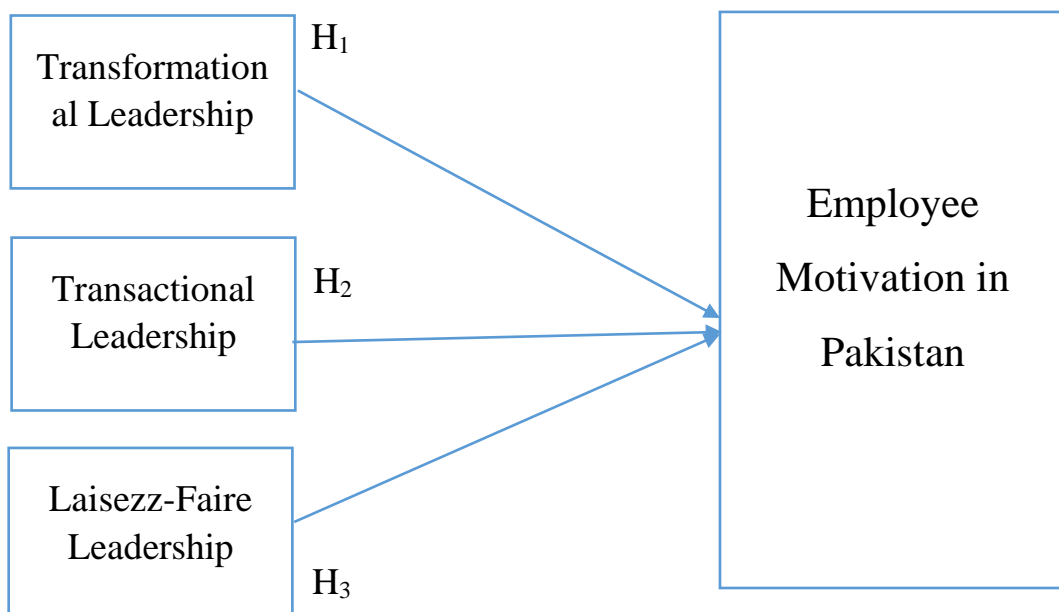 H₁
Transformation
al Leadership
H₂
Transactional
Leadership
Laisezz-Faire
Leadership
H₃
Employee
Motivation in
Pakistan